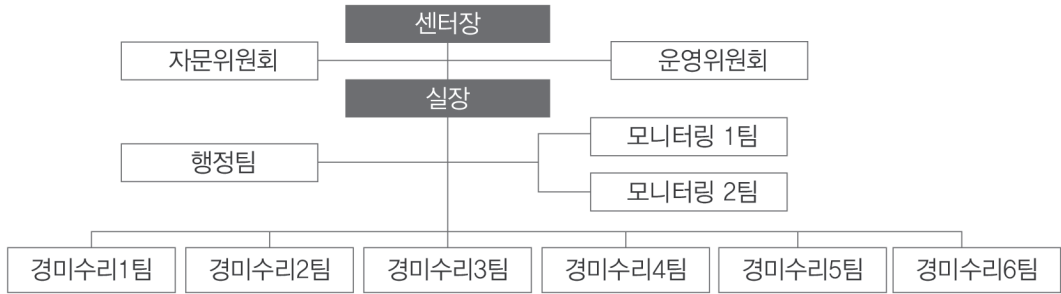 센터장
자문위원회
운영위원회
실장
모니터링 1팀
행정팀
모니터링 2팀
경미수리1팀 경미수리2팀 경미수리3팀 경미수리4팀 경미수리5팀 경미수리6팀